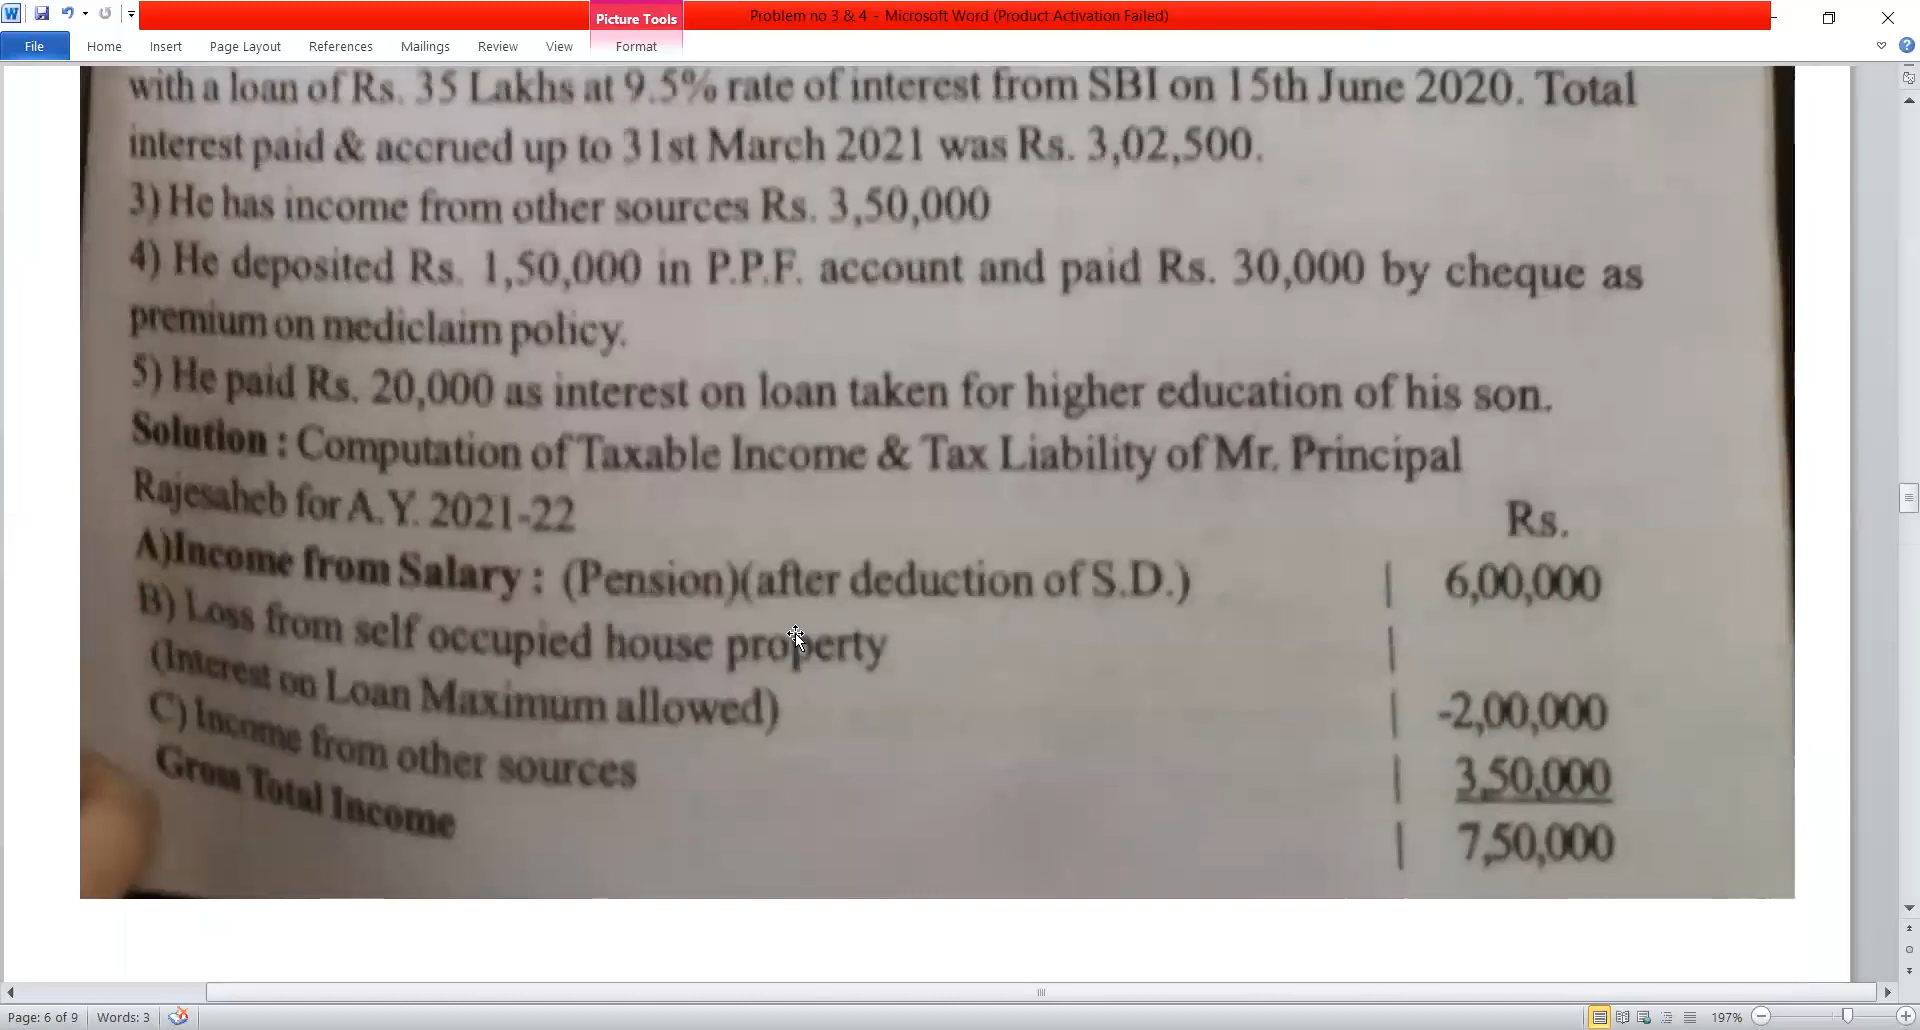 Picture Tools
Problem no 3 & 4 - Microsoft Word (Product Activation Failed)
File Home Insert Page Layout References Mailings Review View Format
with a loan of Rs. 35 Lakhs at 9.5% rate of interest from SBI on 15th June 2020. Total
interest paid & accrued up to 31st March 2021 was Rs. 3,02,500.
3) He has income from other sources Rs. 3,50,000
4) He deposited Rs. 1,50,000 in P.P.F. account and paid Rs. 30,000 by cheque as
premium on mediclaim policy.
5) He paid Rs. 20,000 as interest on loan taken for higher education of his son.
Solution : Computation of Taxable Income & Tax Liability of Mr. Principal
Rajesaheb for A.Y. 2021-22
Rs.
A)Income from Salary : (Pension)(after deduction of S.D.) | 6,00,000
B) Loss from self occupied house property |
(Interest on Loan Maximum allowed) | -2,00,000
C) Income from other sources | 3,50,000
Gross Total Income | 7,50,000
Page: 6 of 9 Words: 3 197%